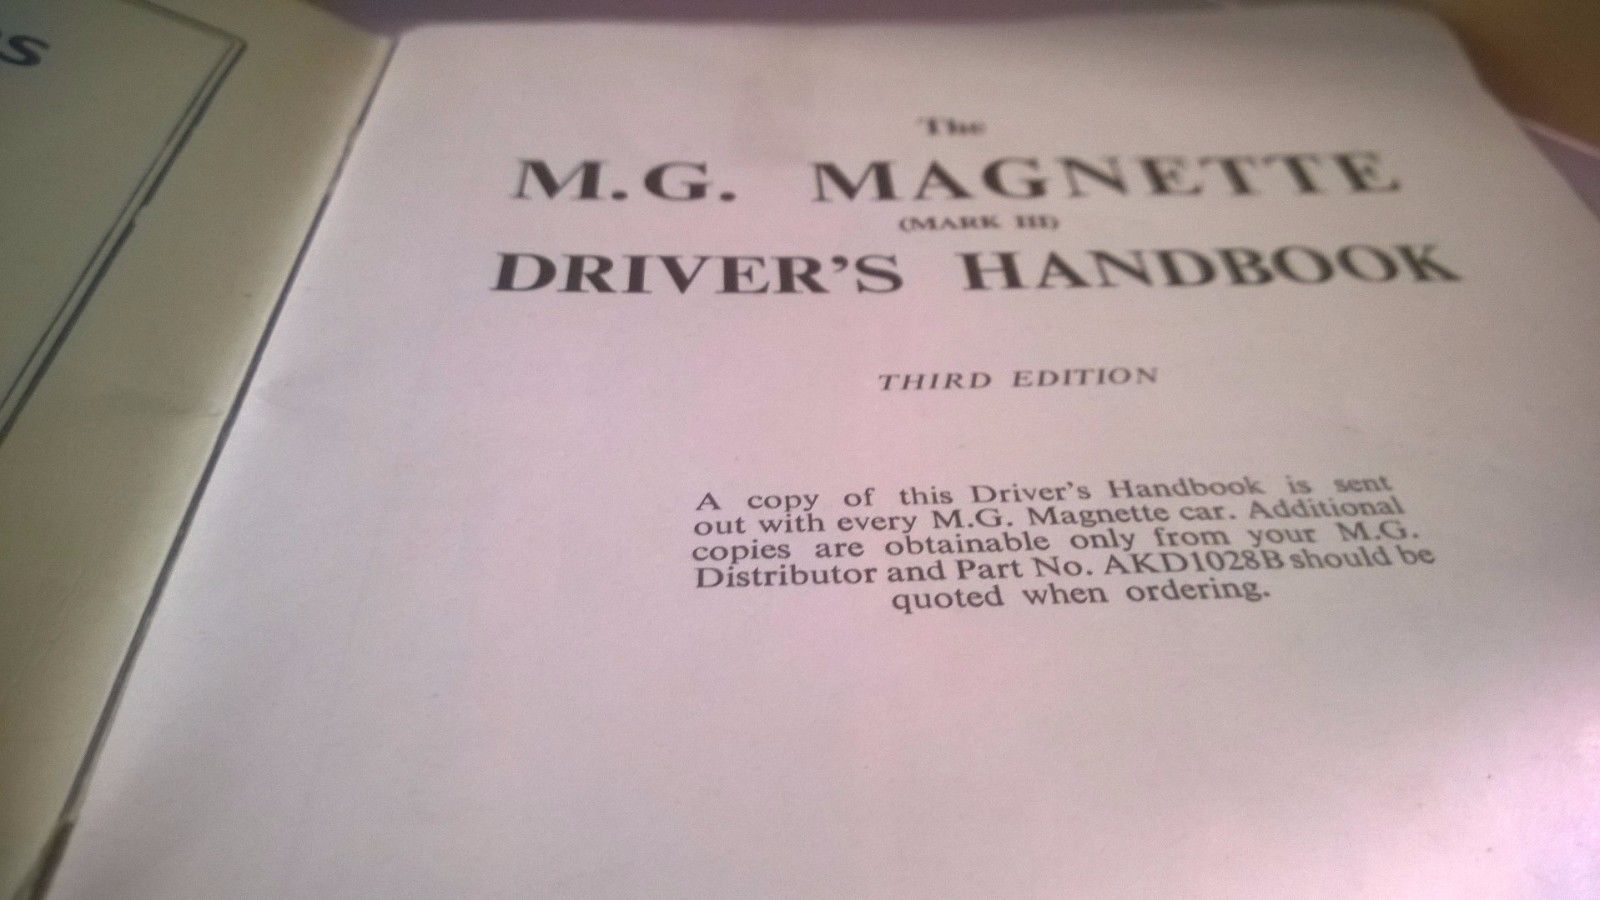 The
M.G. MAGNETTE
(MARK III)
DRIVER'S HANDBOOK
THIRD EDITION
A copy of this Driver's Handbook is sent
out with every M.G. Magnette car. Additional
copies are obtainable only from your M.G.
Distributor and Part No. AKD1028B should be
quoted when ordering.